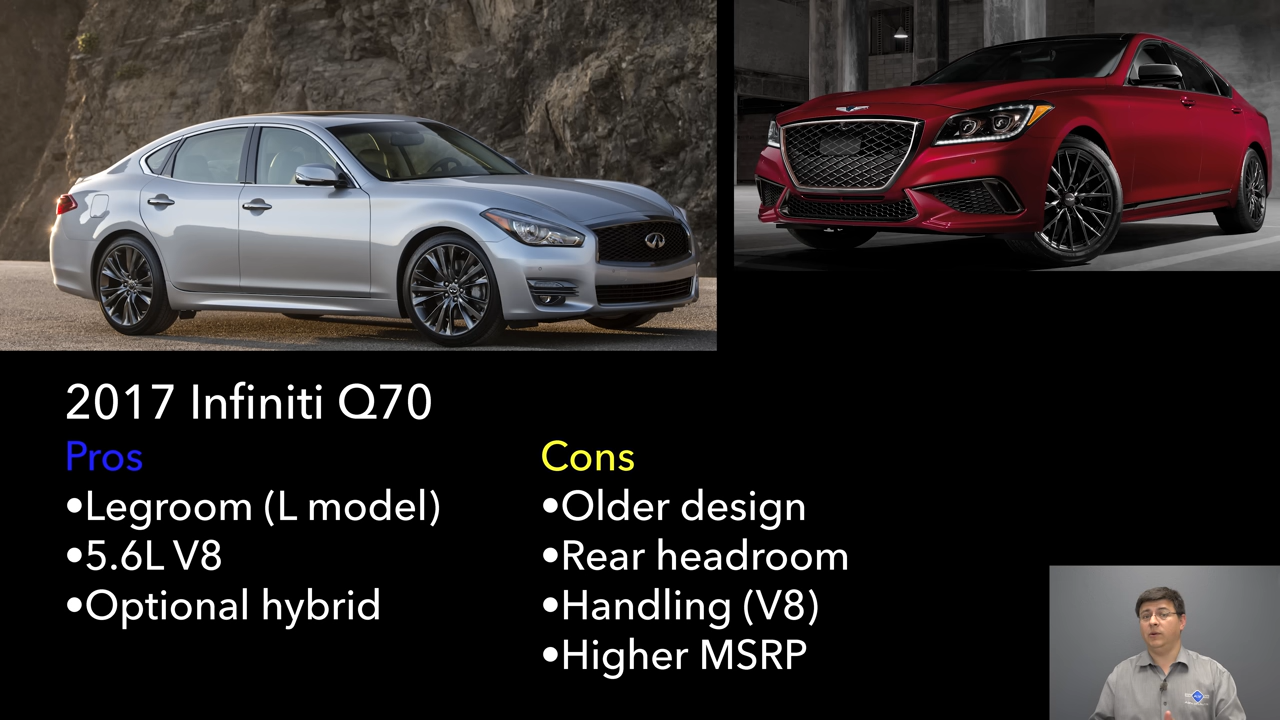 2017 Infiniti Q70
Pros
•Legroom (L model)
•5.6L V8
•Optional hybrid
Cons
•Older design
•Rear headroom
•Handling (V8)
•Higher MSRP